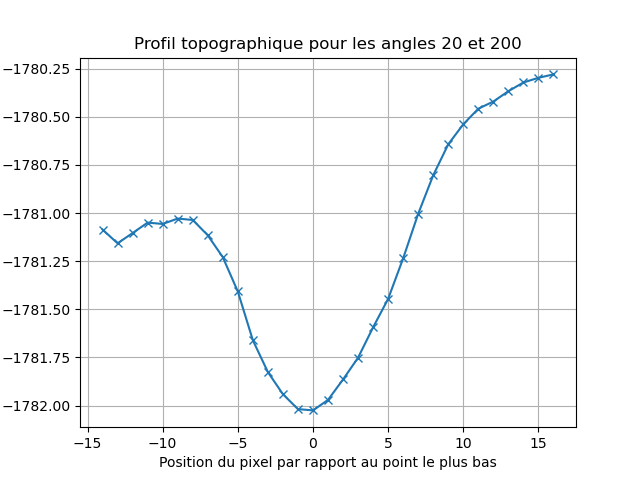 Profil topographique pour les angles 20 et 200
−1780.25
−1780.50
−1780.75
−1781.00
−1781.25
−1781.50
−1781.75
−1782.00
−15 −10 −5 0 5 10 15
Position du pixel par rapport au point le plus bas